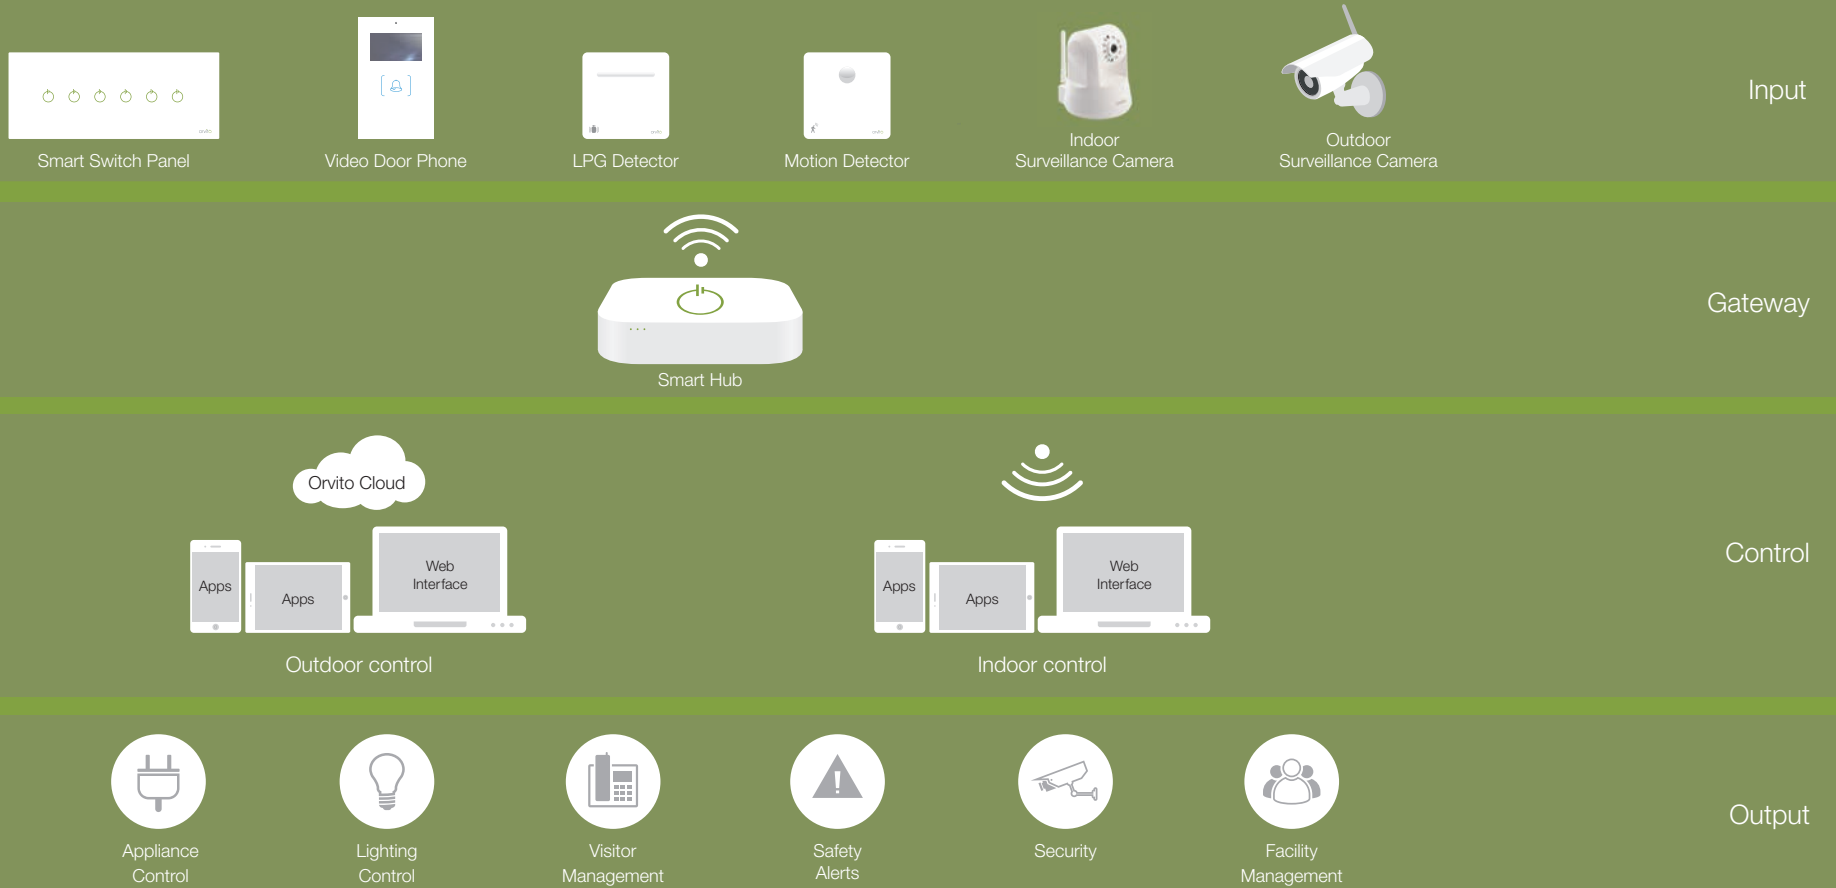 Input
Smart Switch Panel
Video Door Phone
LPG Detector
Motion Detector
Indoor
Surveillance Camera
Outdoor
Surveillance Camera
Gateway
Smart Hub
Control
Orvito Cloud
Apps
Apps
Web
Interface
Outdoor control
Apps
Apps
Web
Interface
Indoor control
Output
Appliance
Control
Lighting
Control
Visitor
Management
Safety
Alerts
Security
Facility
Management